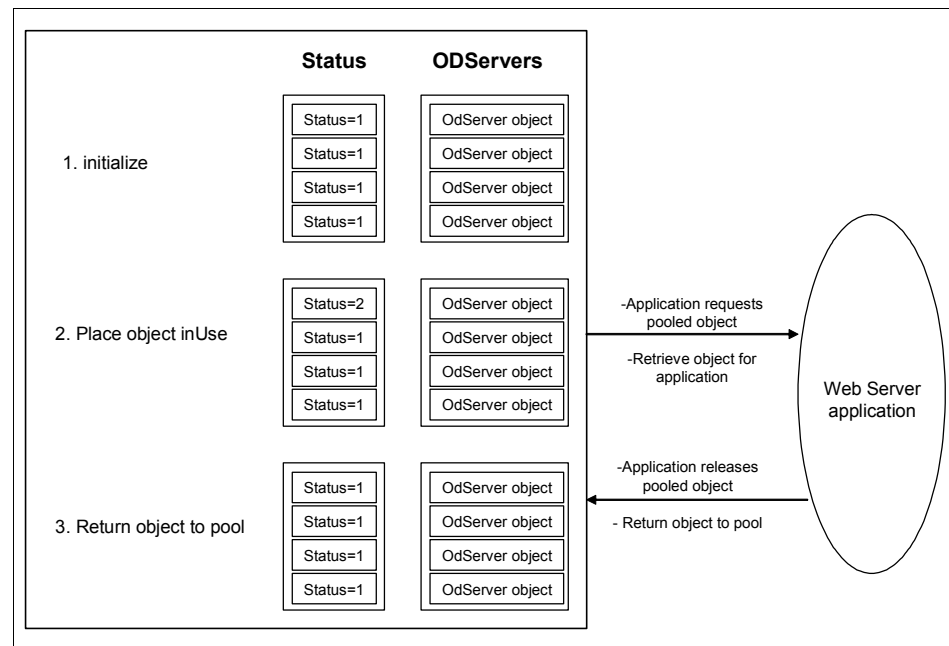 Status
ODServers
1. initialize
Status=1
Status=1
Status=1
Status=1
OdServer object
OdServer object
OdServer object
OdServer object
2. Place object inUse
Status=2
Status=1
Status=1
Status=1
OdServer object
OdServer object
OdServer object
OdServer object
-Application requests
pooled object
-Retrieve object for
application
3. Return object to pool
Status=1
Status=1
Status=1
Status=1
OdServer object
OdServer object
OdServer object
OdServer object
-Application releases
pooled object
- Return object to pool
Web Server
application